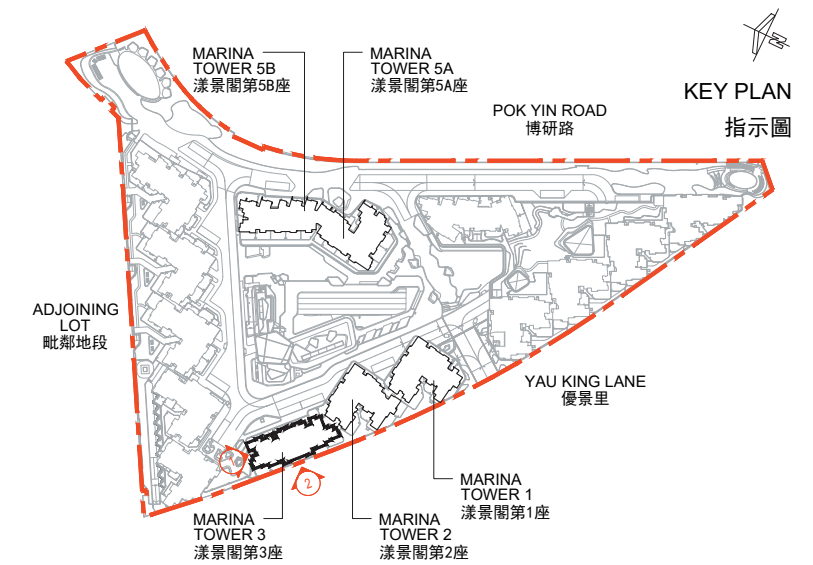 MARINA
TOWER 5B
漾景閣第5B座
MARINA
TOWER 5A
漾景閣第5A座
N
KEY PLAN
指示圖
POK YIN ROAD
博研路
ADJOINING
LOT
毗鄰地段
YAU KING LANE
優景里
1
2
MARINA
TOWER 1
漾景閣第1座
MARINA
TOWER 3
漾景閣第3座
MARINA
TOWER 2
漾景閣第2座